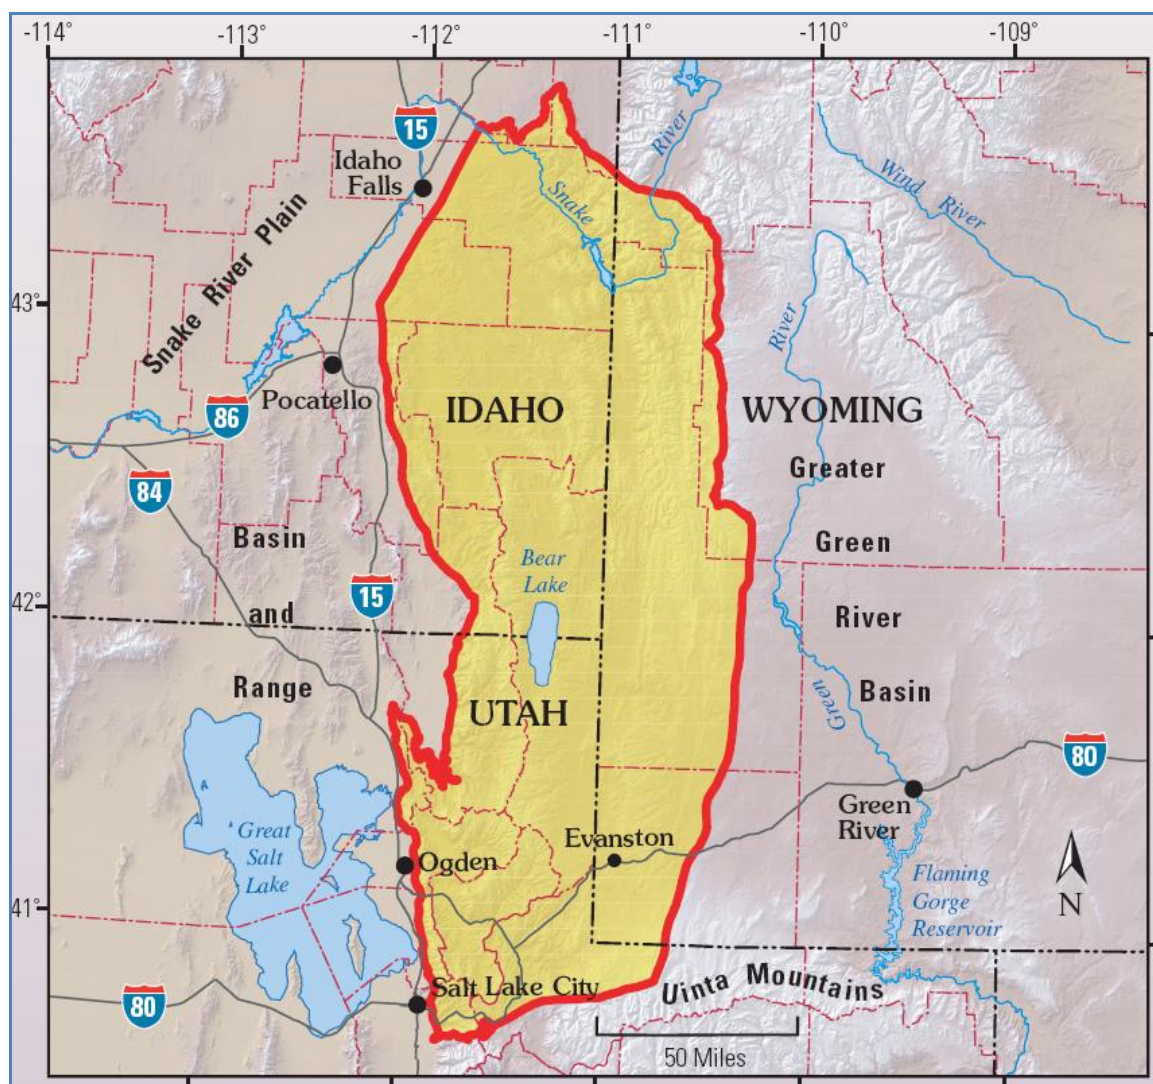 -114° -113° -112° -111° -110° -109°
15
Idaho
Falls
River
Snake
Wind River
Snake River Plain
43°
River
Pocatello
86
IDAHO
WYOMING
Greater
84
Basin
Green
Bear
Lake
15
42°
and
River
Range
UTAH
Basin
Green
80
Great
Salt
Lake
Ogden
Evanston
Green
River
Flaming
Gorge
Reservoir
N
41°
80
Salt Lake City
Uinta Mountains
50 Miles